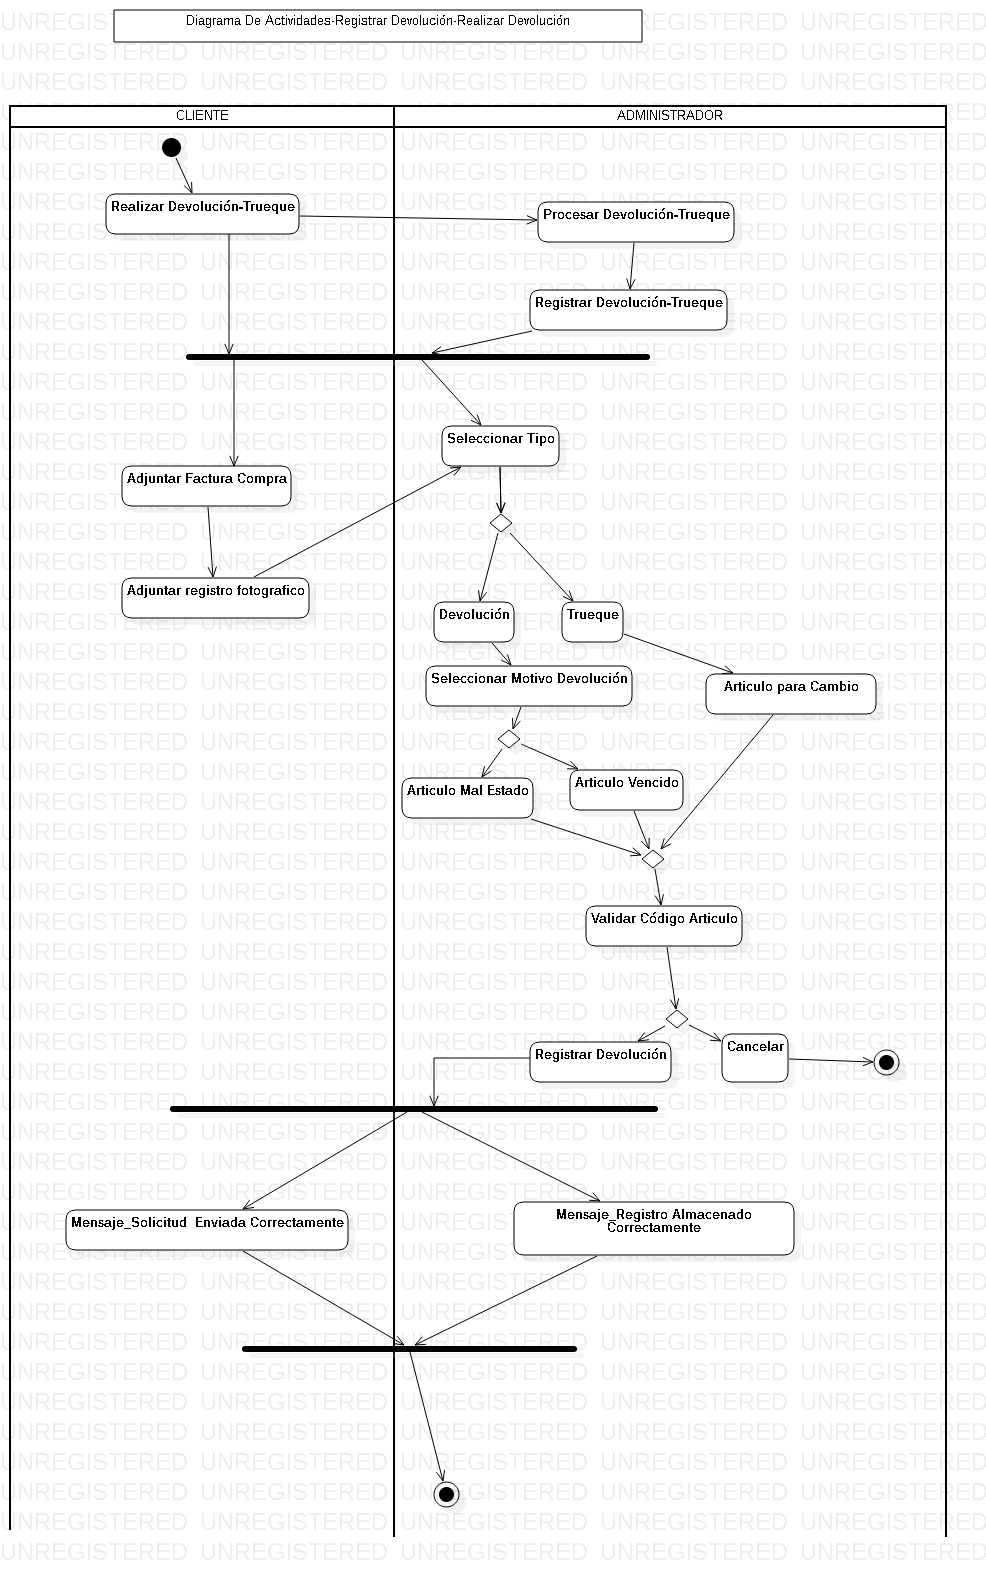 Diagrama De Actividades-Registrar Devolución-Realizar Devolución
CLIENTE
ADMINISTRADOR
Realizar Devolución-Trueque
Procesar Devolución-Trueque
Registrar Devolución-Trueque
Seleccionar Tipo
Adjuntar Factura Compra
Adjuntar registro fotografico
Devolución
Trueque
Seleccionar Motivo Devolución
Articulo para Cambio
Articulo Mal Estado
Articulo Vencido
Validar Código Articulo
Registrar Devolución
Cancelar
Mensaje_Solicitud  Enviada Correctamente
Mensaje_Registro Almacenado
Correctamente
UNREGISTERED